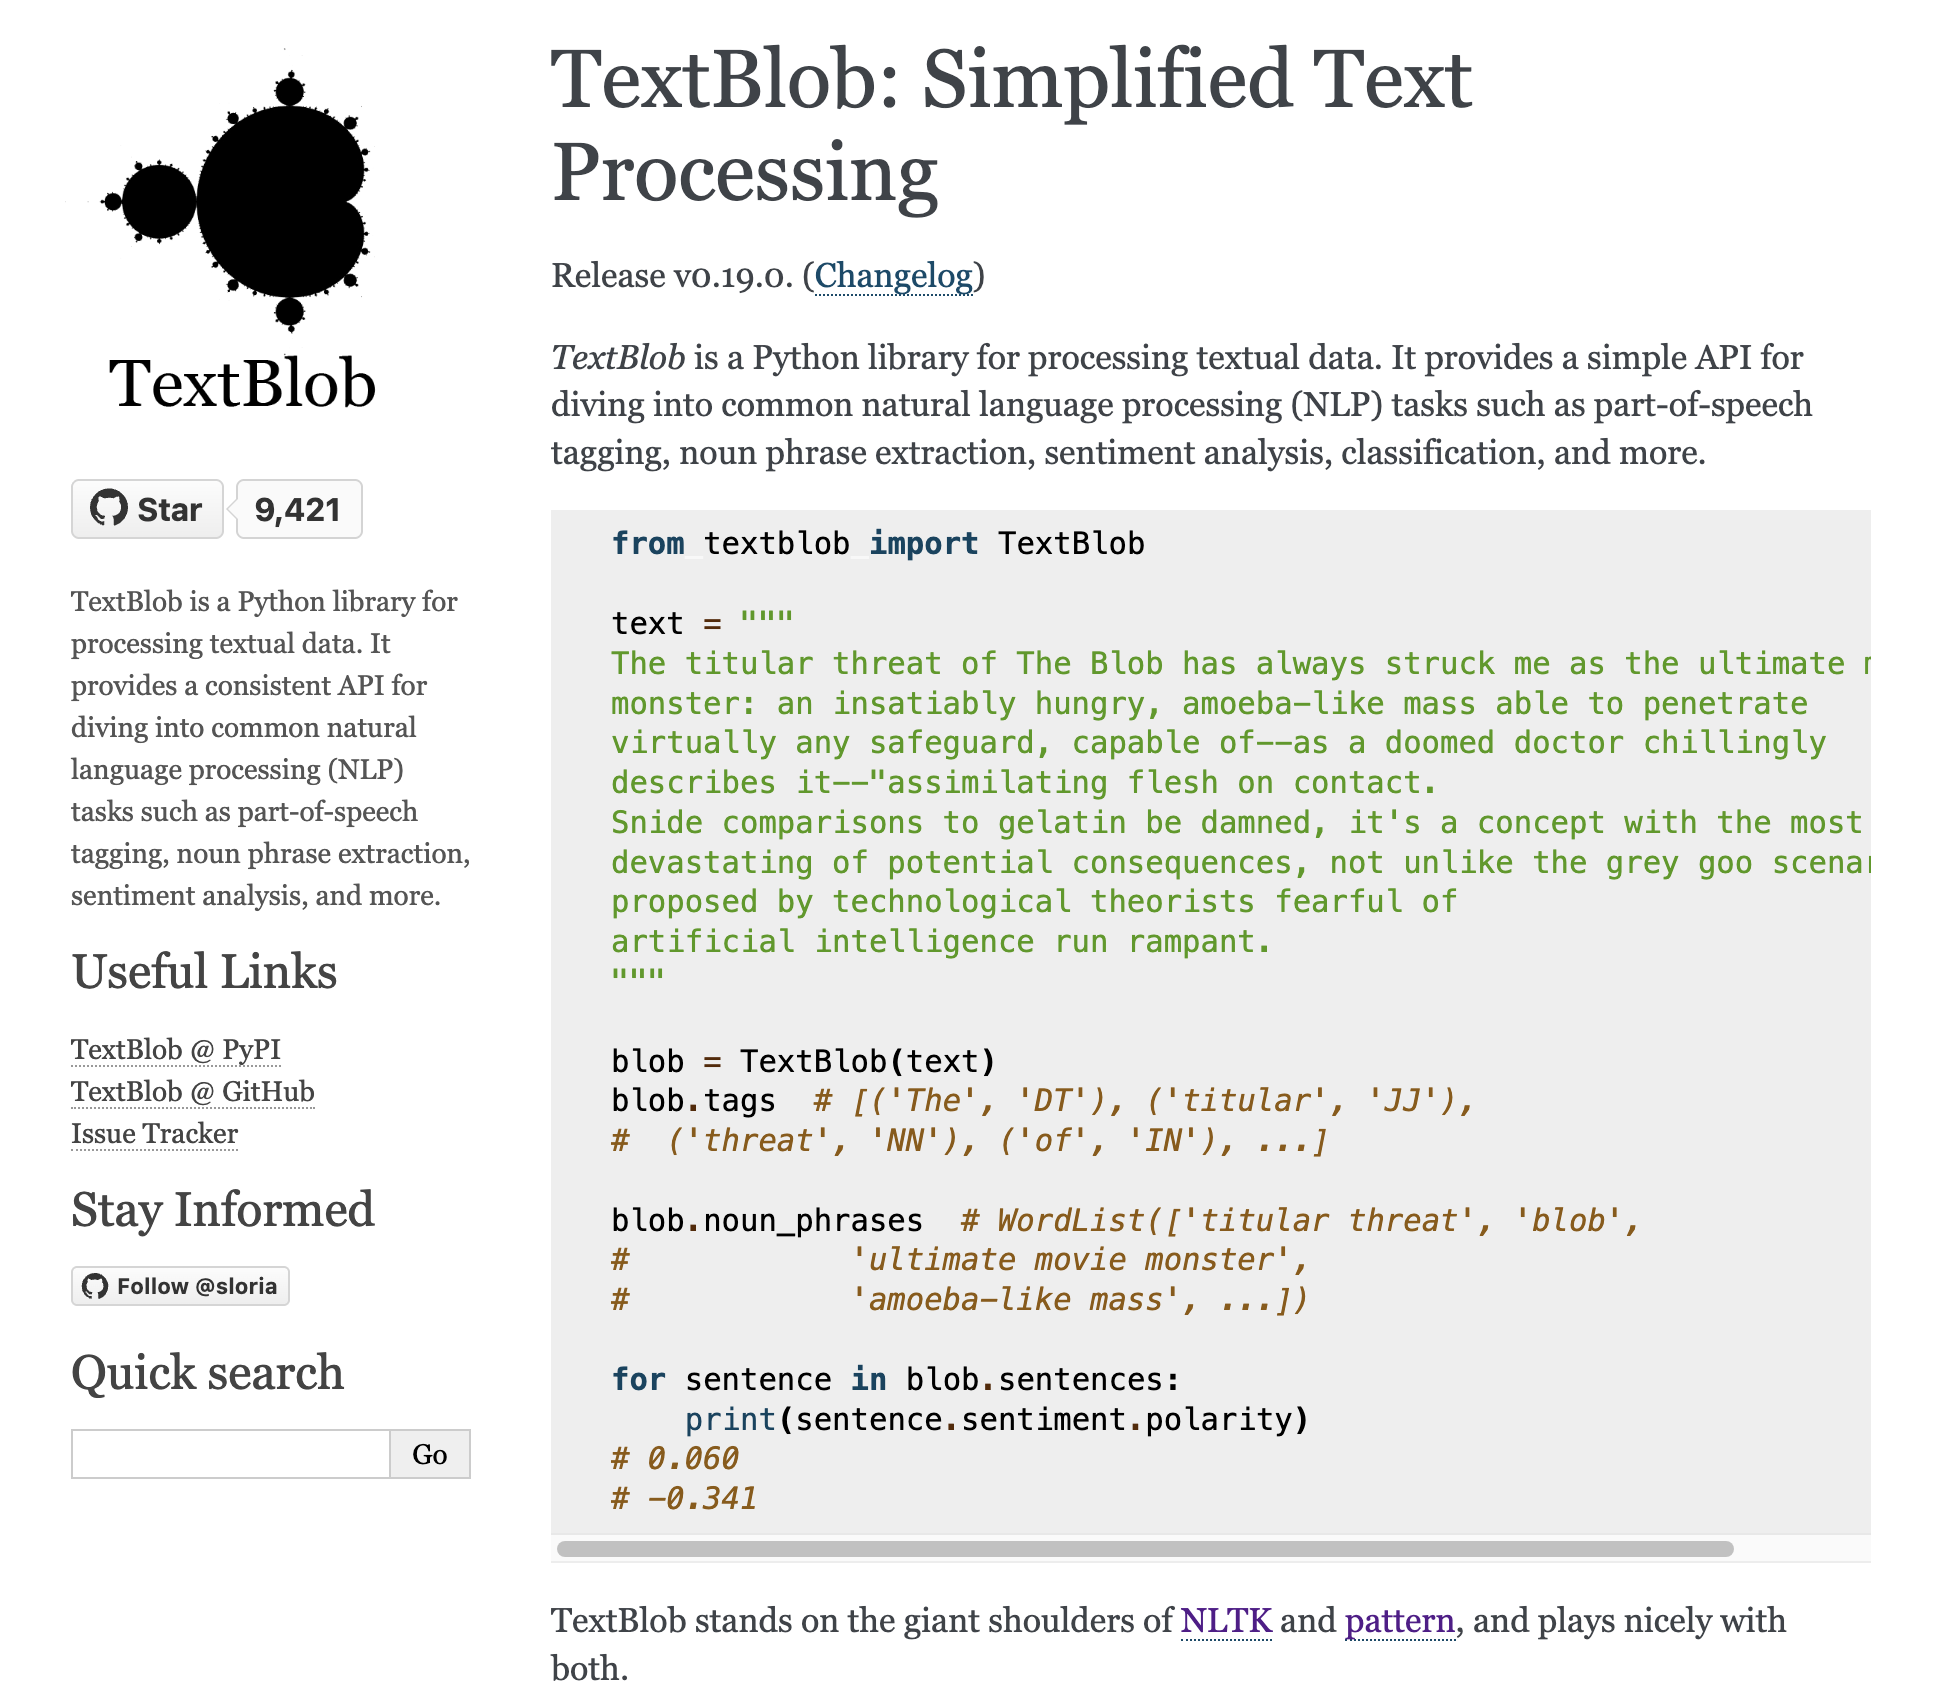 TextBlob
Star
9,421
TextBlob is a Python library for
processing textual data. It
provides a consistent API for
diving into common natural
language processing (NLP)
tasks such as part-of-speech
tagging, noun phrase extraction,
sentiment analysis, and more.
Useful Links
TextBlob @ PyPI
TextBlob @ GitHub
Issue Tracker
Stay Informed
Follow @sloria
Quick search
Go
TextBlob: Simplified Text
Processing
Release v0.19.0. (Changelog)
TextBlob is a Python library for processing textual data. It provides a simple API for
diving into common natural language processing (NLP) tasks such as part-of-speech
tagging, noun phrase extraction, sentiment analysis, classification, and more.
from textblob import TextBlob
text = """
The titular threat of The Blob has always struck me as the ultimate
monster: an insatiably hungry, amoeba-like mass able to penetrate
virtually any safeguard, capable of--as a doomed doctor chillingly
describes it--"assimilating flesh on contact.
Snide comparisons to gelatin be damned, it's a concept with the most
devastating of potential consequences, not unlike the grey goo
proposed by technological theorists fearful of
artificial intelligence run rampant.
"""
blob = TextBlob(text)
blob.tags  # [('The', 'DT'), ('titular', 'JJ'),
#  ('threat', 'NN'), ('of', 'IN'), ...]
blob.noun_phrases  # WordList(['titular threat', 'blob',
#            'ultimate movie monster',
#            'amoeba-like mass', ...])
for sentence in blob.sentences:
    print(sentence.sentiment.polarity)
# 0.060
# -0.341
TextBlob stands on the giant shoulders of NLTK and pattern, and plays nicely with
both.